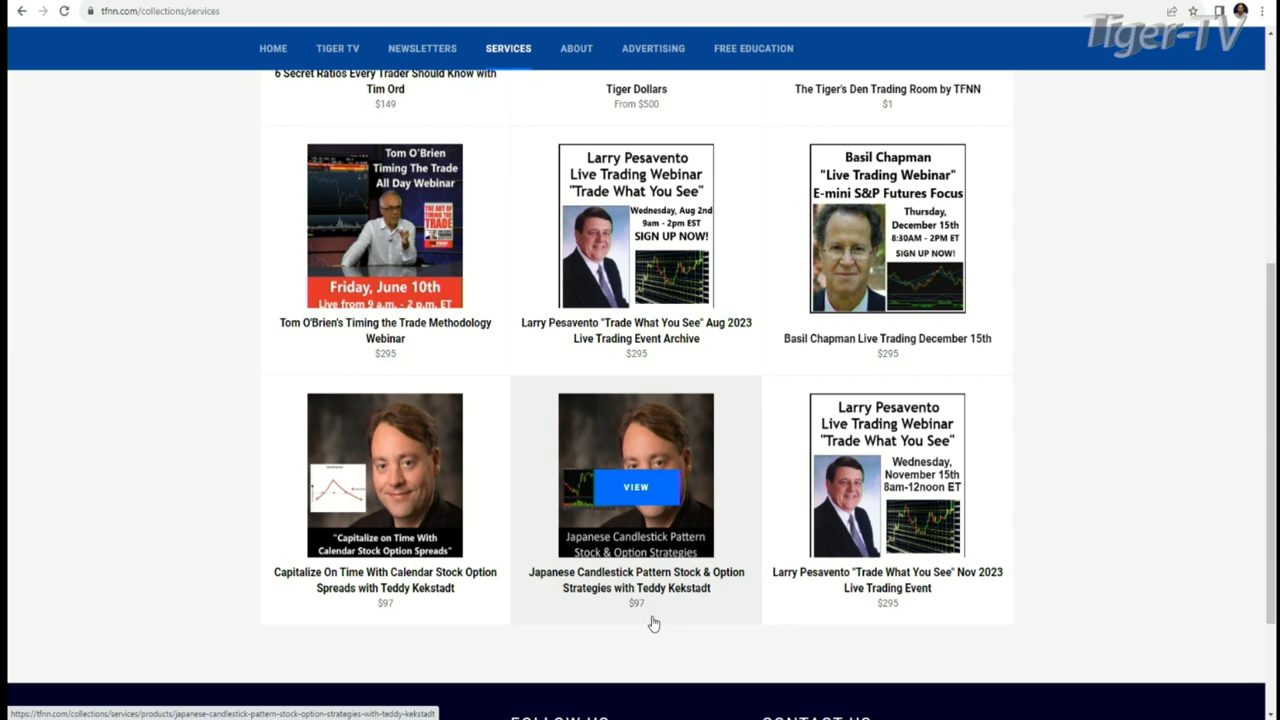 tfnn.com/collections/services
Tiger-TV
HOME
TIGER TV
NEWSLETTERS
SERVICES
ABOUT
ADVERTISING
FREE EDUCATION
6 Secret Ratios Every Trader Should Know with
Tim Ord
$149
Tiger Dollars
From $500
The Tiger's Den Trading Room by TFNN
$1
Tom O'Brien
Timing The Trade
All Day Webinar
THE ART OF
TIMING THE
TRADE
Friday, June 10th
Live from 9 a.m. - 2 p.m. ET
Tom O'Brien's Timing the Trade Methodology
Webinar
$295
Larry Pesavento
Live Trading Webinar
"Trade What You See"
Wednesday, Aug 2nd
9am - 2pm EST
SIGN UP NOW!
Larry Pesavento "Trade What You See" Aug 2023
Live Trading Event Archive
$295
Basil Chapman
"Live Trading Webinar"
E-mini S&P Futures Focus
Thursday,
December 15th
8:30AM - 2PM ET
SIGN UP NOW!
Basil Chapman Live Trading December 15th
$295
"Capitalize on Time With
Calendar Stock Option Spreads"
Capitalize On Time With Calendar Stock Option
Spreads with Teddy Kekstadt
$97
VIEW
Japanese Candlestick Pattern
Stock & Option Strategies
Japanese Candlestick Pattern Stock & Option
Strategies with Teddy Kekstadt
$97
Larry Pesavento
Live Trading Webinar
"Trade What You See"
Wednesday,
November 15th
8am-12noon ET
Larry Pesavento "Trade What You See" Nov 2023
Live Trading Event
$295
https://tfnn.com/collections/services/products/japanese-candlestick-pattern-stock-option-strategies-with-teddy-kekstadt
FOLLOW US
CONTACT US